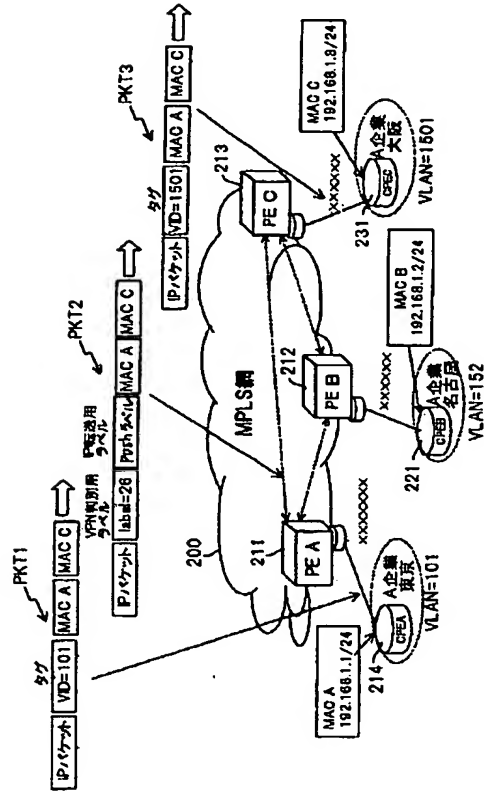 PKT1
タグ
IPパケット VID=101 MAC A MAC C
PKT2
VPN判別用
ラベル
IP転送用
ラベル
IPパケット label=26 Pushラベル MAC A MAC C
PKT3
タグ
IPパケット VID=1501 MAC A MAC C
200
MPLS網
211
PE A
212
PE B
213
PE C
XXXXXXX
XXXXXXX
XXXXXXX
MAC A
192.168.1.1/24
214
CPEA
A企業
東京
VLAN=101
MAC B
192.168.1.2/24
221
CPEB
A企業
名古屋
VLAN=152
MAC C
192.168.1.3/24
231
CPEC
A企業
大阪
VLAN=1501